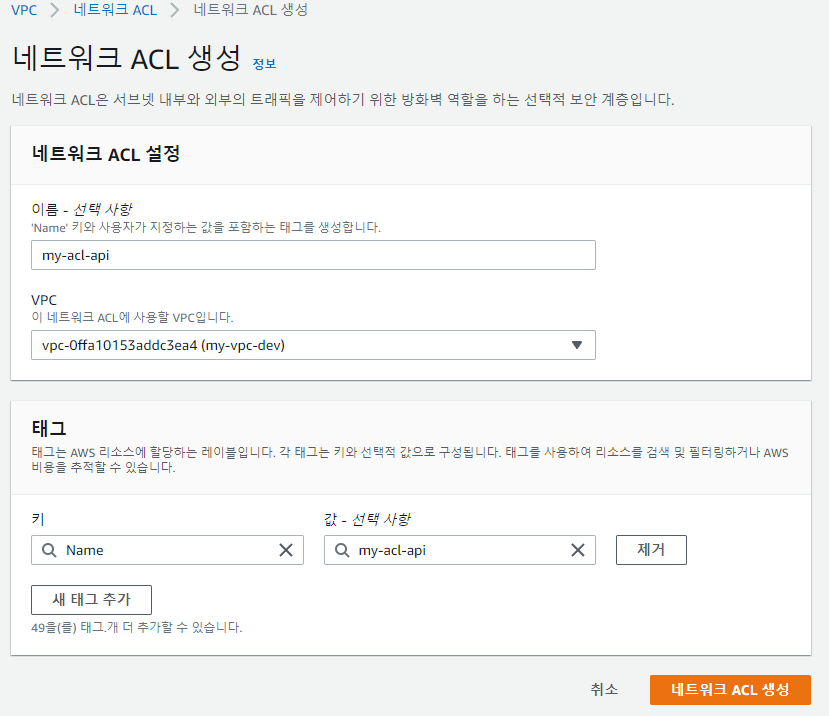 VPC > 네트워크 ACL > 네트워크 ACL 생성
네트워크 ACL 생성 정보
네트워크 ACL은 서브넷 내부와 외부의 트래픽을 제어하기 위한 방화벽 역할을 하는 선택적 보안 계층입니다.
네트워크 ACL 설정
이름 - 선택 사항
'Name' 키와 사용자가 지정하는 값을 포함하는 태그를 생성합니다.
my-acl-api
VPC
이 네트워크 ACL에 사용할 VPC입니다.
vpc-0ffa10153addc3ea4 (my-vpc-dev)
태그
태그는 AWS 리소스에 할당하는 레이블입니다. 각 태그는 키와 선택적 값으로 구성됩니다. 태그를 사용하여 리소스를 검색 및 필터링하거나 AWS
비용을 추적할 수 있습니다.
키 값 - 선택 사항
Name my-acl-api 제거
새 태그 추가
49을(를) 태그.개 더 추가할 수 있습니다.
취소 네트워크 ACL 생성